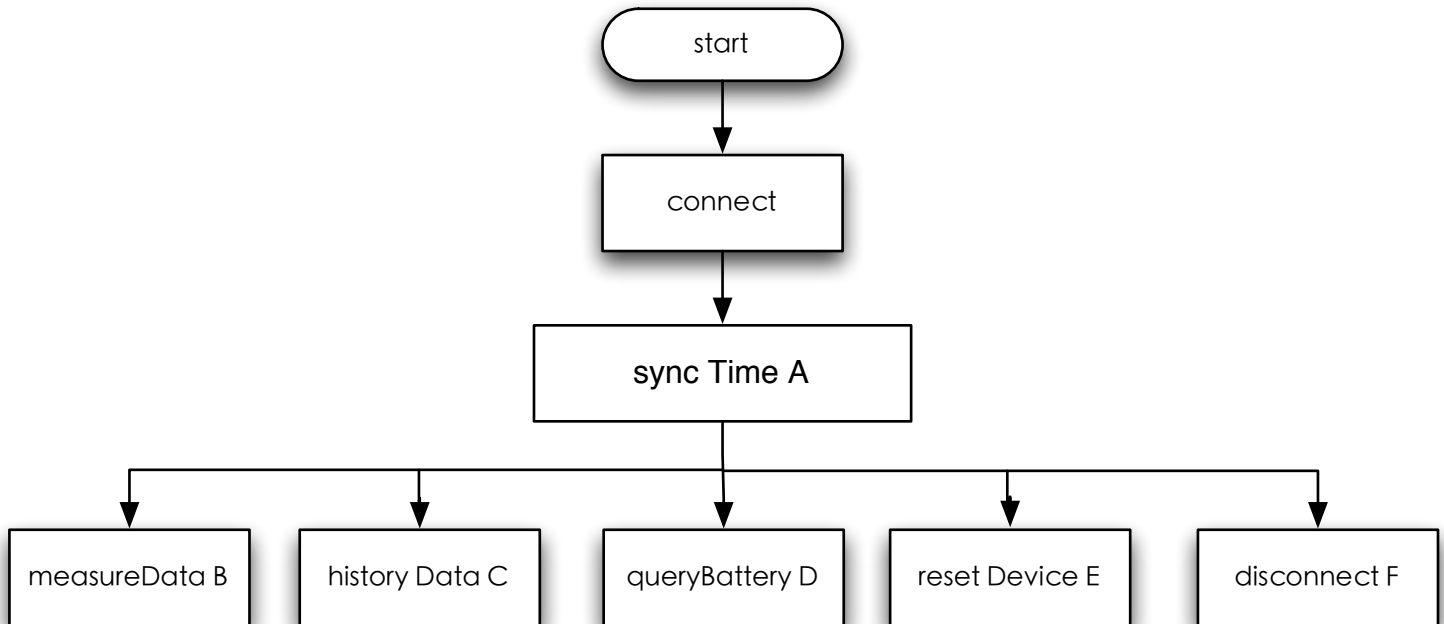 start
connect
sync Time A
measureData B
history Data C
queryBattery D
reset Device E
disconnect F